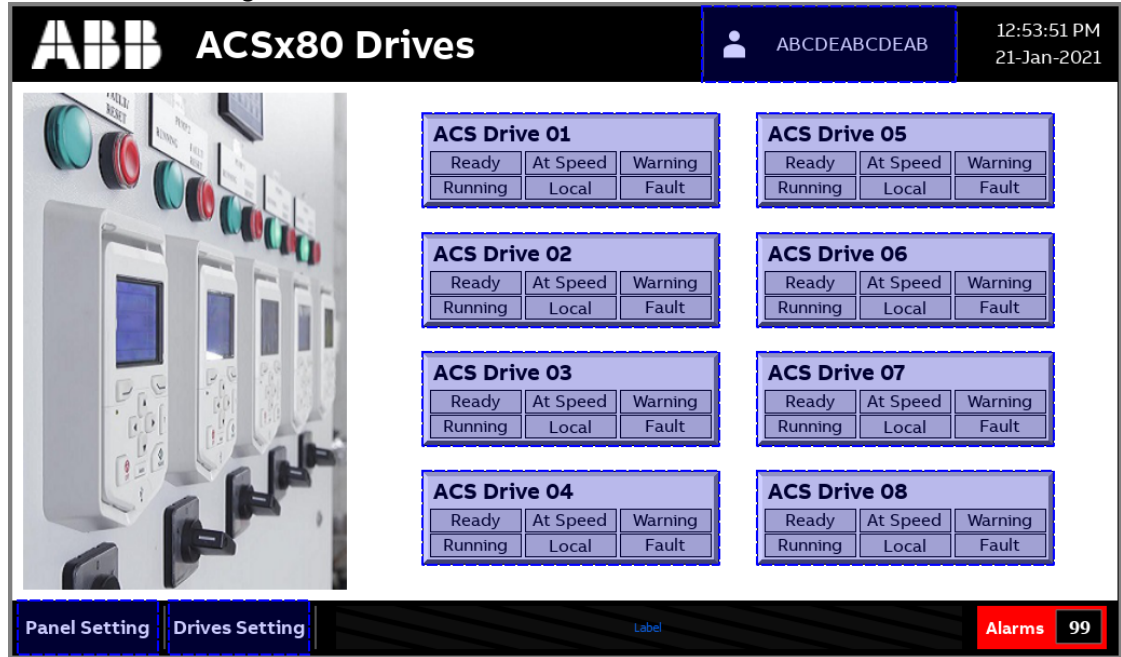 ABB
ACSx80 Drives
ABCDEABCDEAB
12:53:51 PM
21-Jan-2021
ACS Drive 01
Ready At Speed Warning
Running Local Fault
ACS Drive 05
Ready At Speed Warning
Running Local Fault
ACS Drive 02
Ready At Speed Warning
Running Local Fault
ACS Drive 06
Ready At Speed Warning
Running Local Fault
ACS Drive 03
Ready At Speed Warning
Running Local Fault
ACS Drive 07
Ready At Speed Warning
Running Local Fault
ACS Drive 04
Ready At Speed Warning
Running Local Fault
ACS Drive 08
Ready At Speed Warning
Running Local Fault
RESET
RUNNING FAULT
RESET
Panel Setting
Drives Setting
Label
Alarms 99